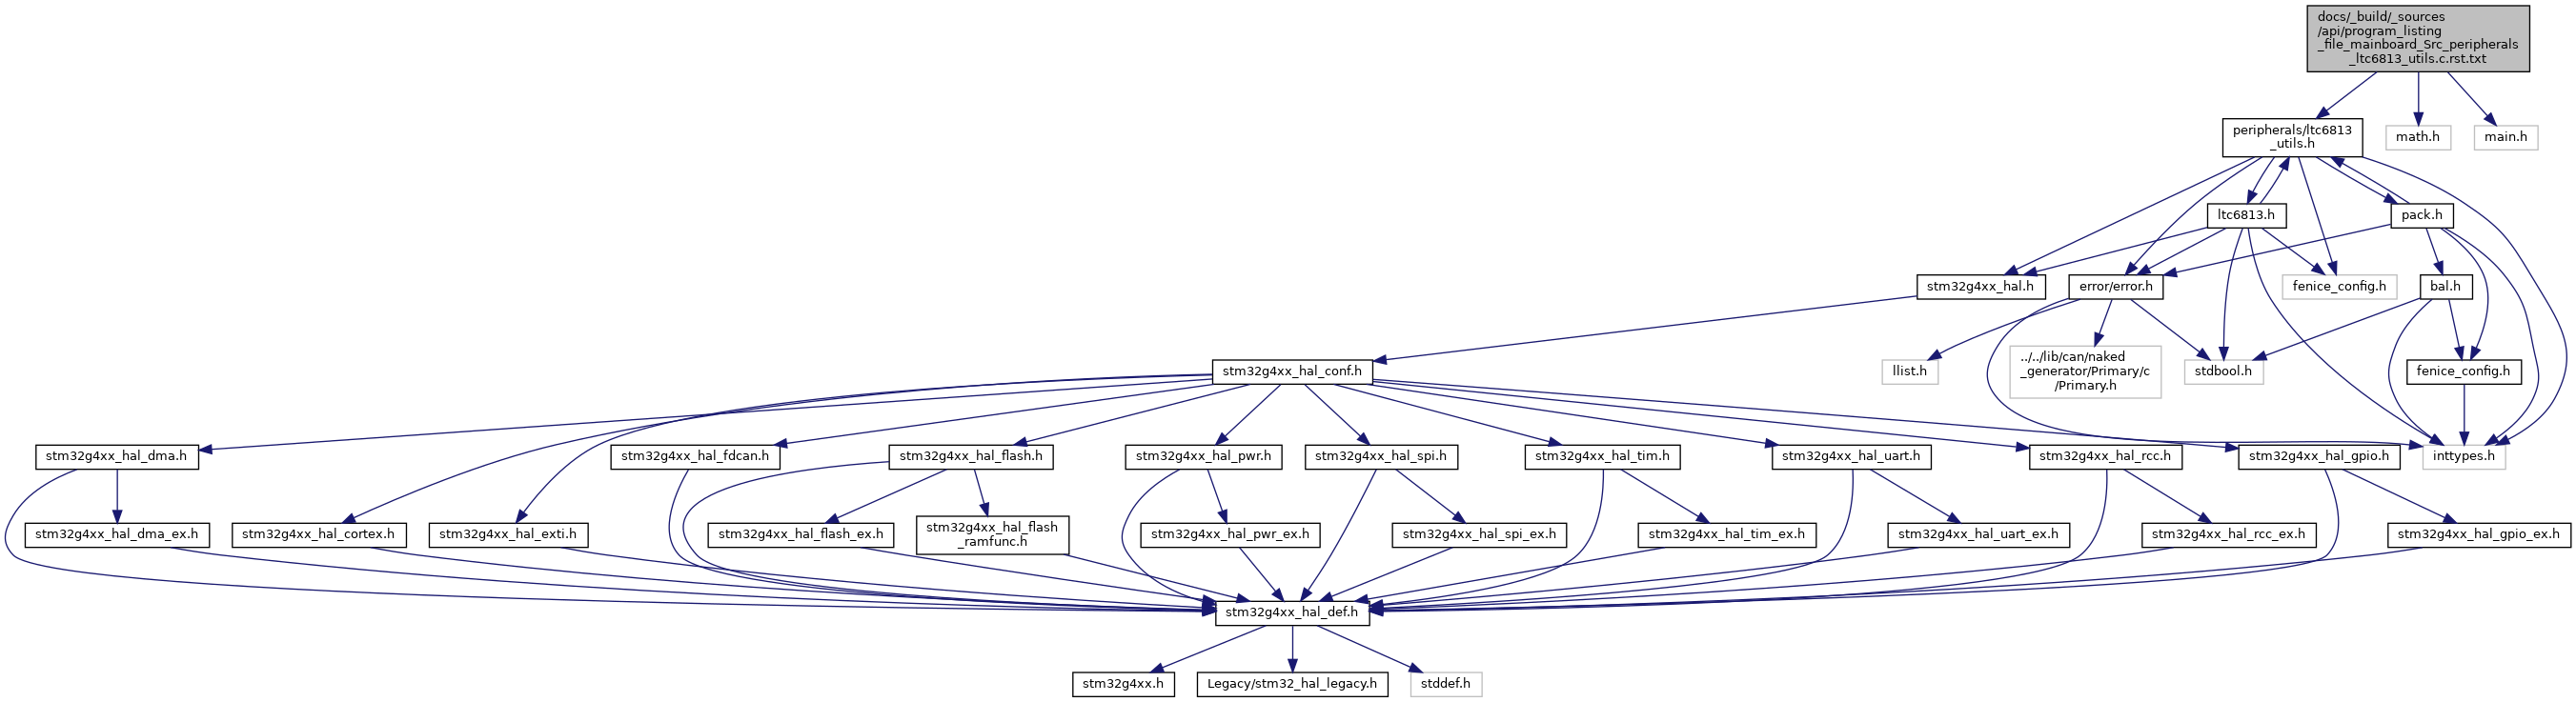 docs/_build/_sources
/api/program_listing
_file_mainboard_Src_peripherals
_ltc6813_utils.c.rst.txt
peripherals/ltc6813
_utils.h
math.h
main.h
ltc6813.h
pack.h
stm32g4xx_hal.h
error/error.h
fenice_config.h
bal.h
stm32g4xx_hal_conf.h
llist.h
../../lib/can/naked
_generator/Primary/c
/Primary.h
stdbool.h
fenice_config.h
stm32g4xx_hal_dma.h
stm32g4xx_hal_fdcan.h
stm32g4xx_hal_flash.h
stm32g4xx_hal_pwr.h
stm32g4xx_hal_spi.h
stm32g4xx_hal_tim.h
stm32g4xx_hal_uart.h
stm32g4xx_hal_rcc.h
stm32g4xx_hal_gpio.h
inttypes.h
stm32g4xx_hal_dma_ex.h
stm32g4xx_hal_cortex.h
stm32g4xx_hal_exti.h
stm32g4xx_hal_flash_ex.h
stm32g4xx_hal_flash
_ramfunc.h
stm32g4xx_hal_pwr_ex.h
stm32g4xx_hal_spi_ex.h
stm32g4xx_hal_tim_ex.h
stm32g4xx_hal_uart_ex.h
stm32g4xx_hal_rcc_ex.h
stm32g4xx_hal_gpio_ex.h
stm32g4xx_hal_def.h
stm32g4xx.h
Legacy/stm32_hal_legacy.h
stddef.h